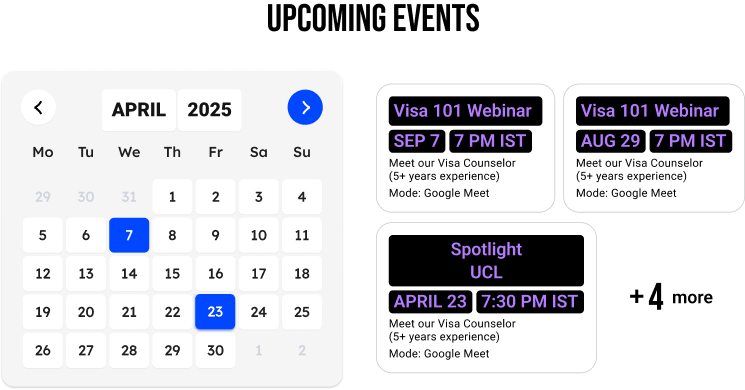 UPCOMING EVENTS
APRIL 2025
Mo Tu We Th Fr Sa Su
29 30 31 1 2 3 4
5 6 7 8 9 10 11
12 13 14 15 16 17 18
19 20 21 22 23 24 25
26 27 28 29 30 1 2
Visa 101 Webinar
SEP 7 7 PM IST
Meet our Visa Counselor
(5+ years experience)
Mode: Google Meet
Visa 101 Webinar
AUG 29 7 PM IST
Meet our Visa Counselor
(5+ years experience)
Mode: Google Meet
Spotlight
UCL
APRIL 23 7:30 PM IST
Meet our Visa Counselor
(5+ years experience)
Mode: Google Meet
+4 more